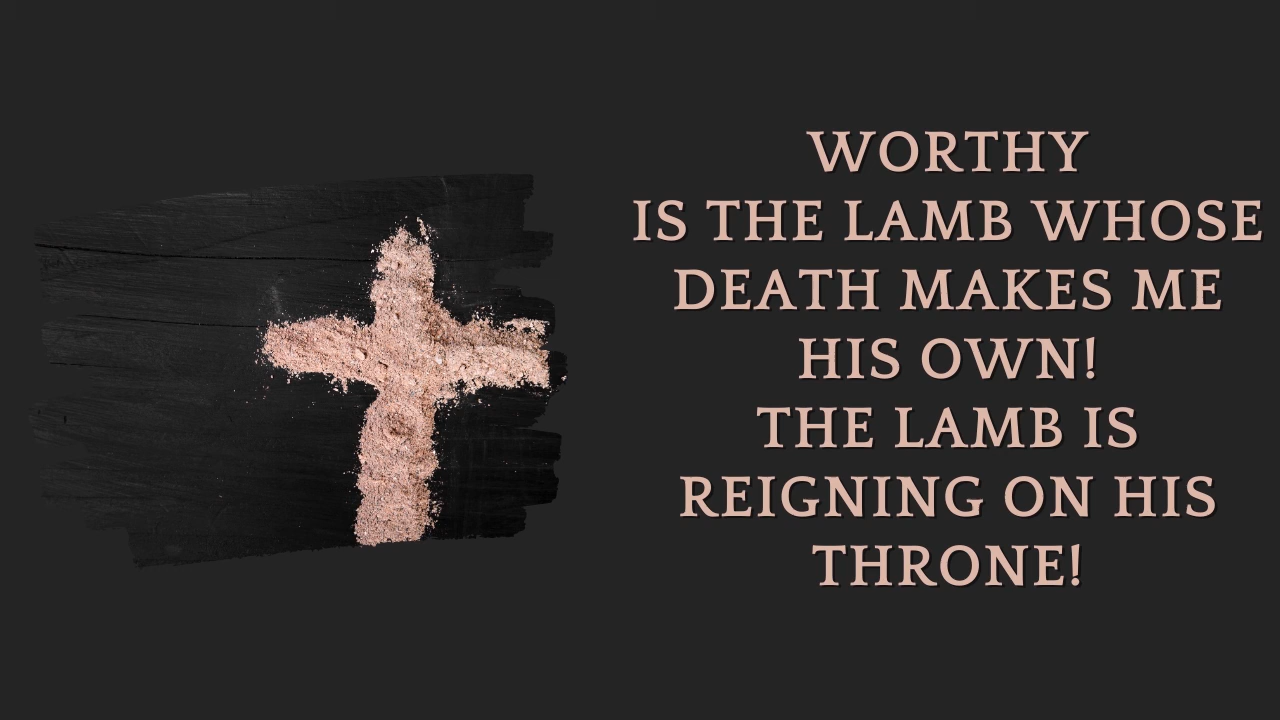 WORTHY
IS THE LAMB WHOSE
DEATH MAKES ME
HIS OWN!
THE LAMB IS
REIGNING ON HIS
THRONE!